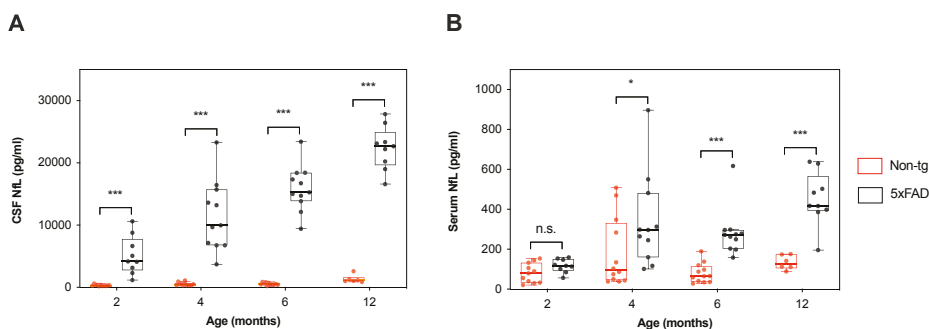 A
CSF NfL (pg/ml)
30000
20000
10000
0
***
***
***
***
2
4
6
12
Age (months)
B
Serum NfL (pg/ml)
1000
800
600
400
200
0
n.s.
*
***
***
2
4
6
12
Age (months)
Non-tg
5xFAD